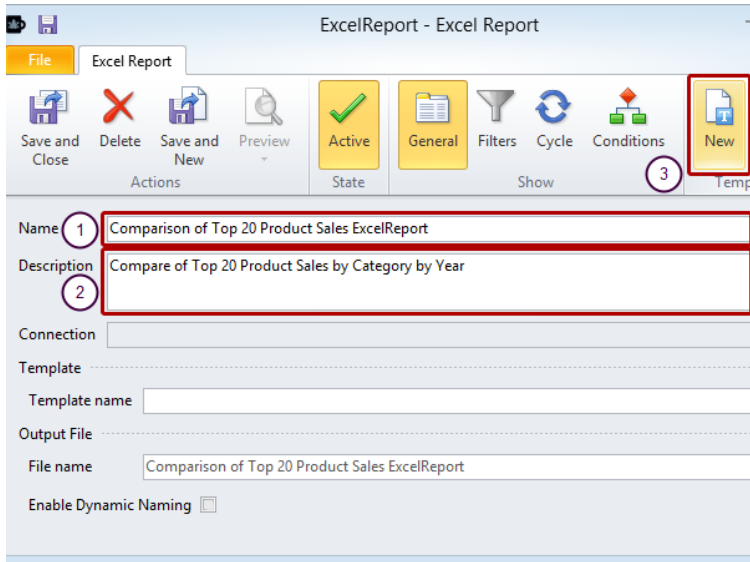 ExcelReport - Excel Report
File Excel Report
Save and Close Delete Save and New Preview Active General Filters Cycle Conditions New
Actions State Show Temp
3
Name 1 Comparison of Top 20 Product Sales ExcelReport
Description Compare of Top 20 Product Sales by Category by Year
2
Connection
Template
Template name
Output File
File name Comparison of Top 20 Product Sales ExcelReport
Enable Dynamic Naming